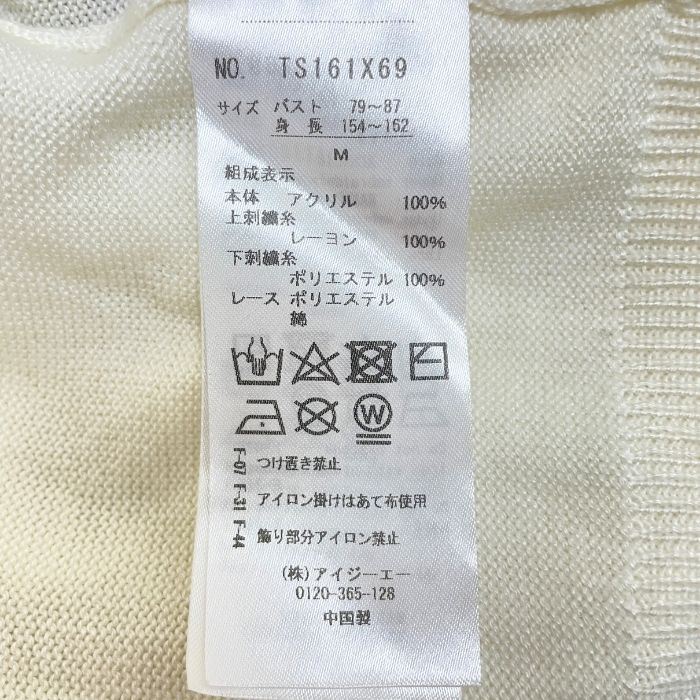 NO. TS161X69
サイズ バスト 79〜87
身長 154〜162
M
組成表示
本体 アクリル 100%
上刺繍糸
レーヨン 100%
下刺繍糸
ポリエステル 100%
レース ポリエステル
綿
W
F-07 つけ置き禁止
F-31 アイロン掛けはあて布使用
F-44 飾り部分アイロン禁止
(株)アイジーエー
0120-365-128
中国製